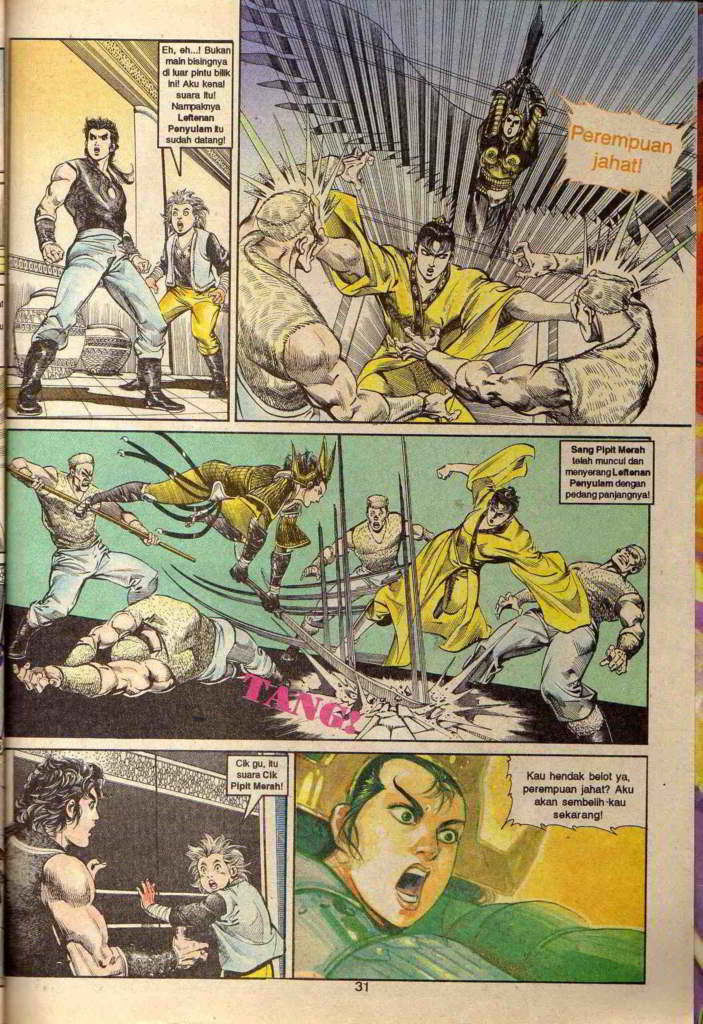 Eh, eh...! Bukan
main bisingnya
di luar pintu bilik
ini! Aku kenal
suara itu!
Nampaknya
Leftenan
Penyulam itu
sudah datang!
Perempuan
jahat!
Sang Pipit Merah
telah muncul dan
menyerang Leftenan
Penyulam dengan
pedang panjangnya!
TANG!
Cik gu, itu
suara Cik
Pipit Merah!
Kau hendak belot ya,
perempuan jahat? Aku
akan sembelih kau
sekarang!
31